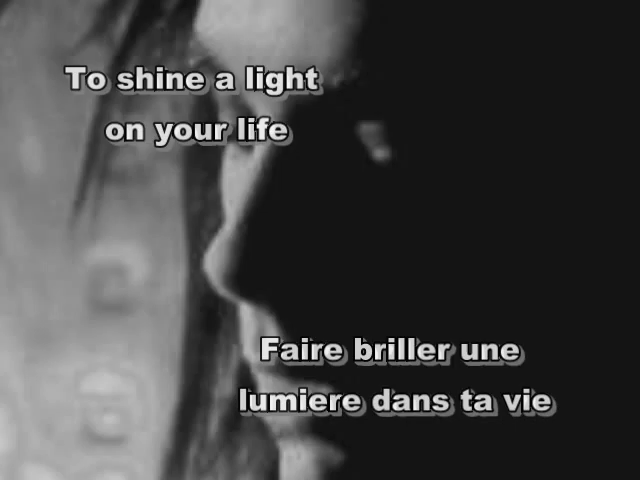 To shine a light
on your life
Faire briller une
lumiere dans ta vie